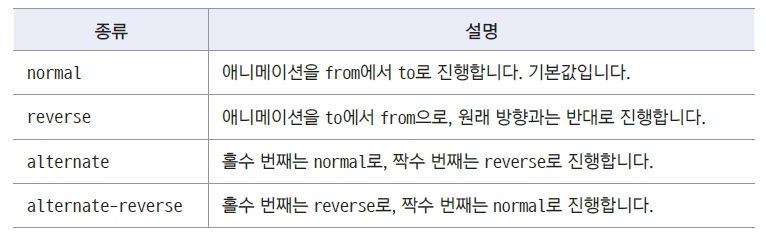 종류 설명
normal 애니메이션을 from에서 to로 진행합니다. 기본값입니다.
reverse 애니메이션을 to에서 from으로, 원래 방향과는 반대로 진행합니다.
alternate 홀수 번째는 normal로, 짝수 번째는 reverse로 진행합니다.
alternate-reverse 홀수 번째는 reverse로, 짝수 번째는 normal로 진행합니다.